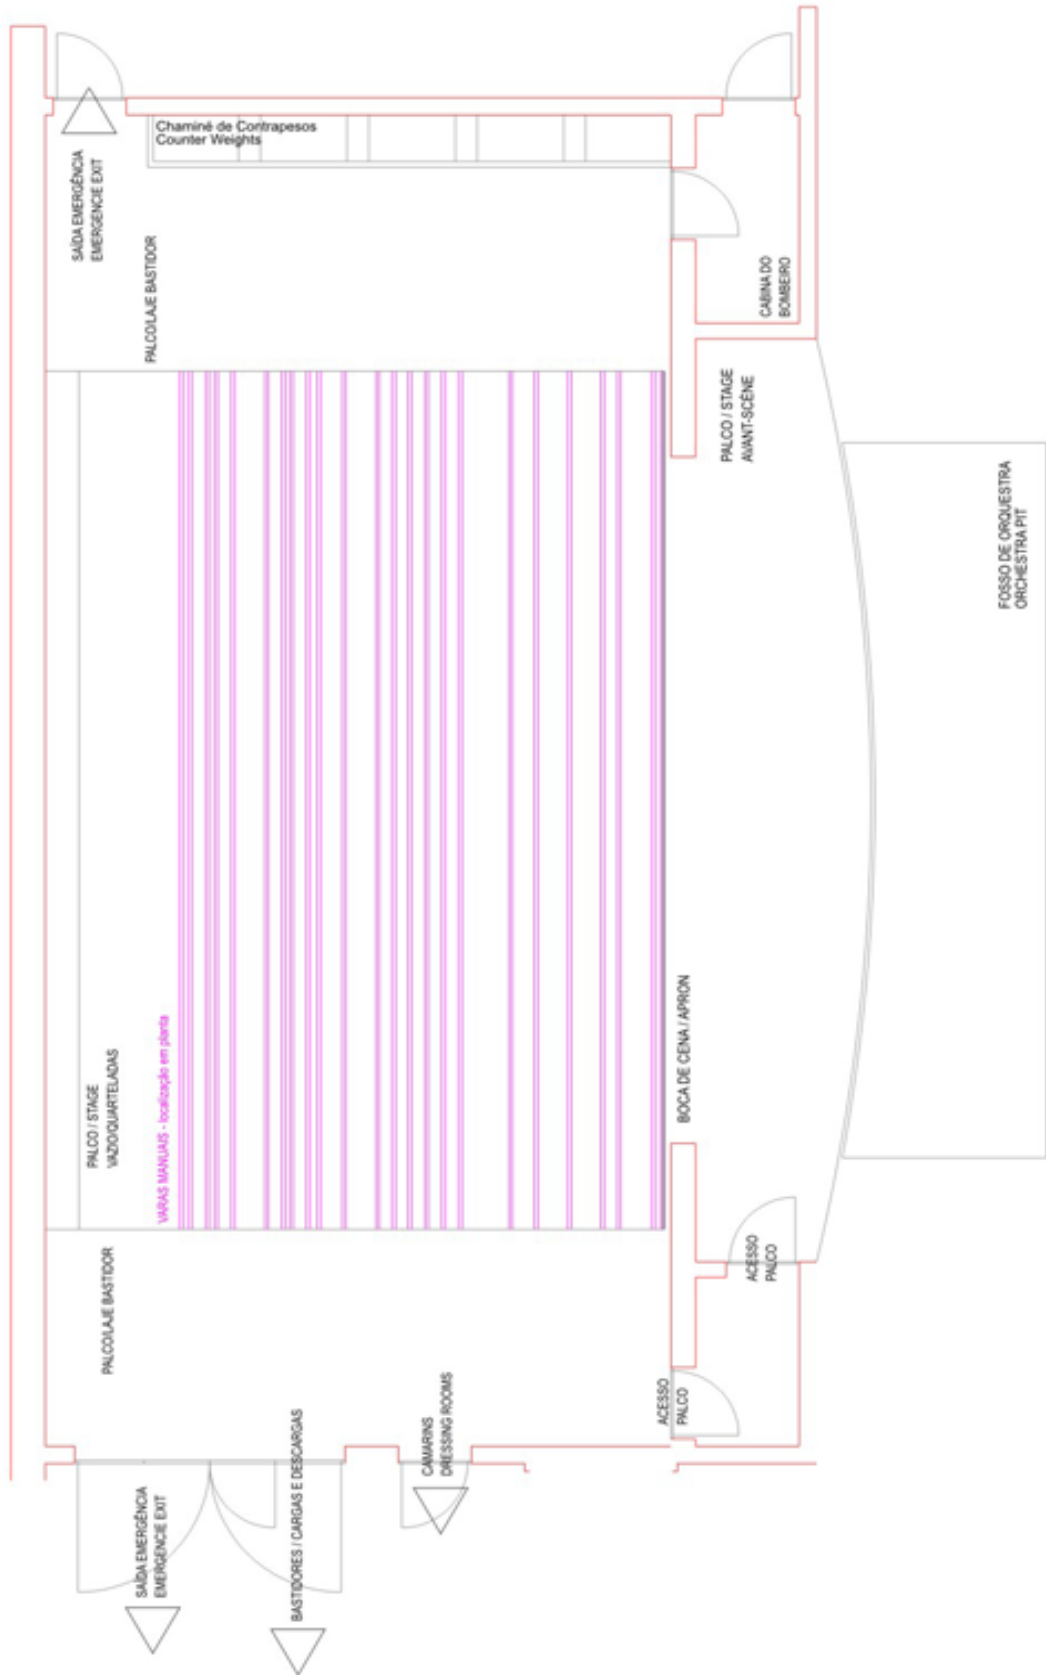 Chaminé de Contrapesos
Counter Weights
SAÍDA EMERGÊNCIA
EMERGENCIE EXIT
PALCO/LAJE BASTIDOR
CABINA DO
BOMBEIRO
PALCO / STAGE
AVANT-SCÈNE
FOSSO DE ORQUESTRA
ORCHESTRA PIT
BOCA DE CENA / APRON
PALCO / STAGE
VAZIO/QUARTELADAS
VARAS MANUAIS - localização em planta
PALCO/LAJE BASTIDOR
ACESSO
PALCO
ACESSO
PALCO
CAMARINS
DRESSING ROOMS
SAÍDA EMERGÊNCIA
EMERGENCIE EXIT
BASTIDORES / CARGAS E DESCARGAS